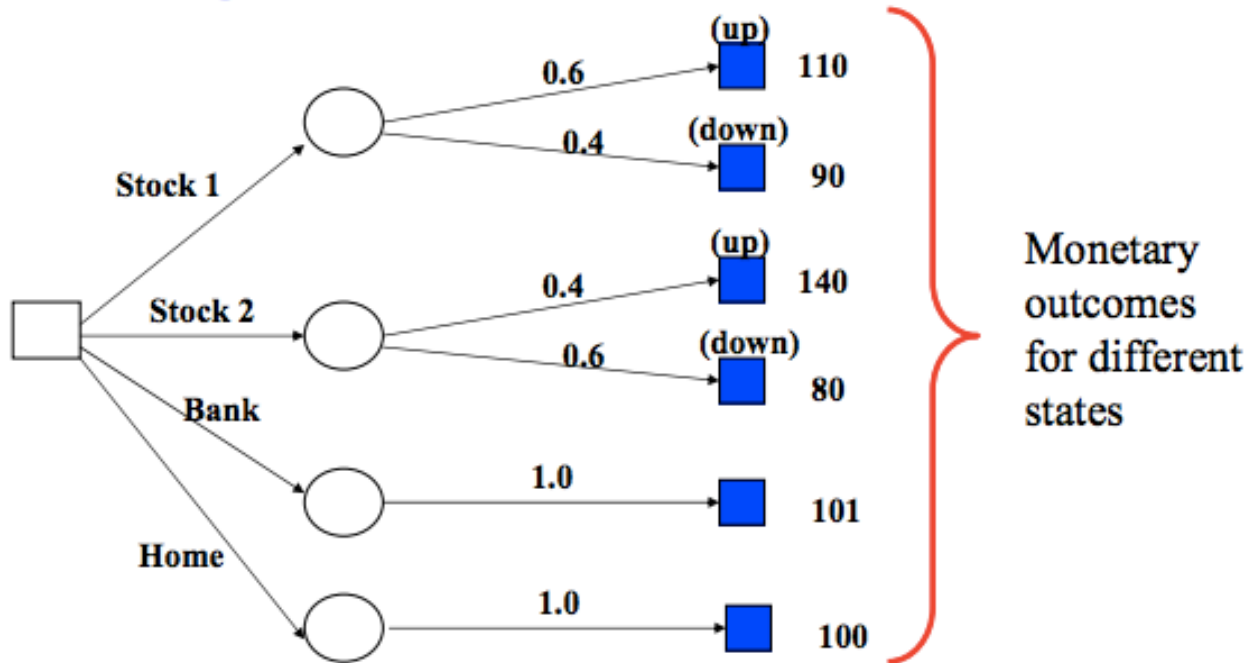 (up)
0.6
110
(down)
0.4
90
Stock 1
(up)
0.4
140
Stock 2
(down)
0.6
80
Bank
1.0
101
Home
1.0
100
Monetary
outcomes
for different
states